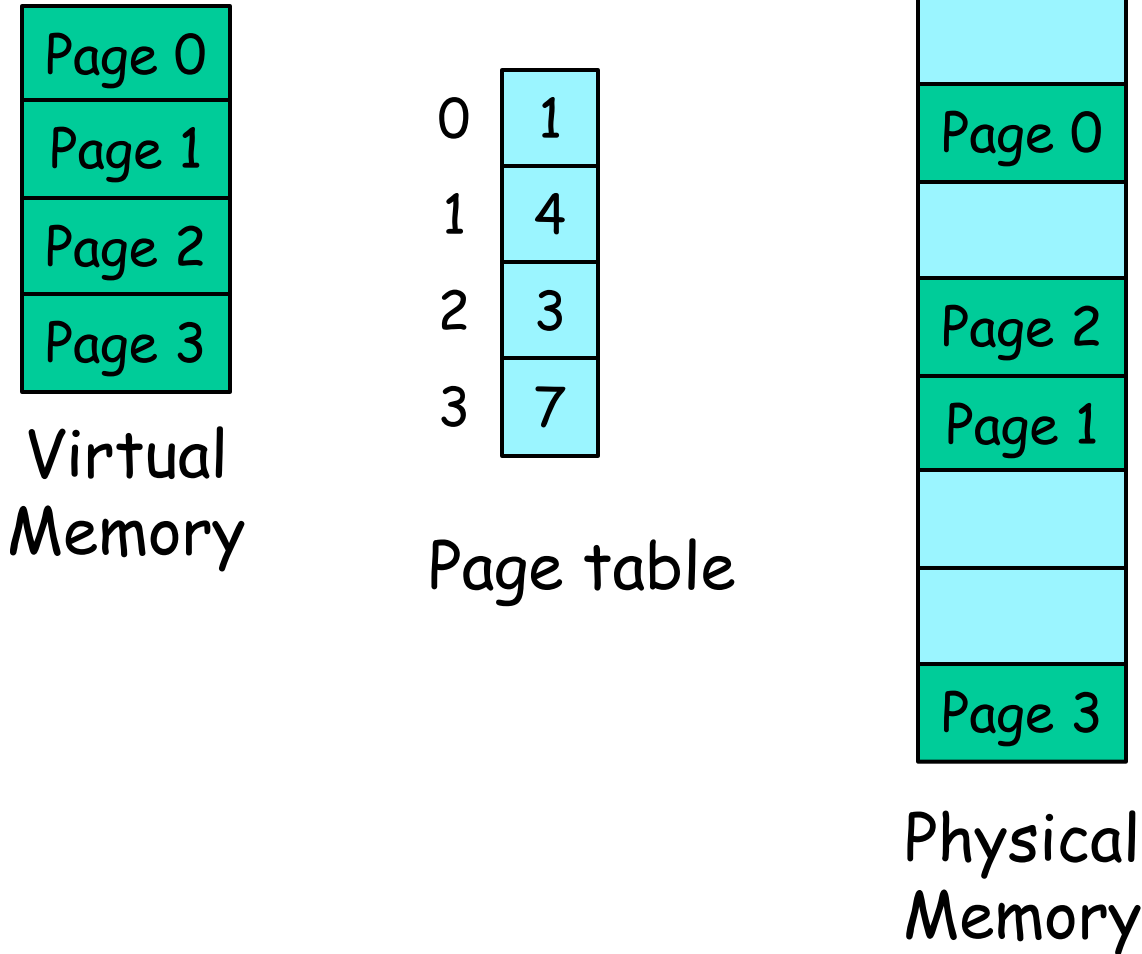 Page 0
Page 1
Page 2
Page 3
Virtual
Memory
0 1
1 4
2 3
3 7
Page table
Page 0
Page 2
Page 1
Page 3
Physical
Memory